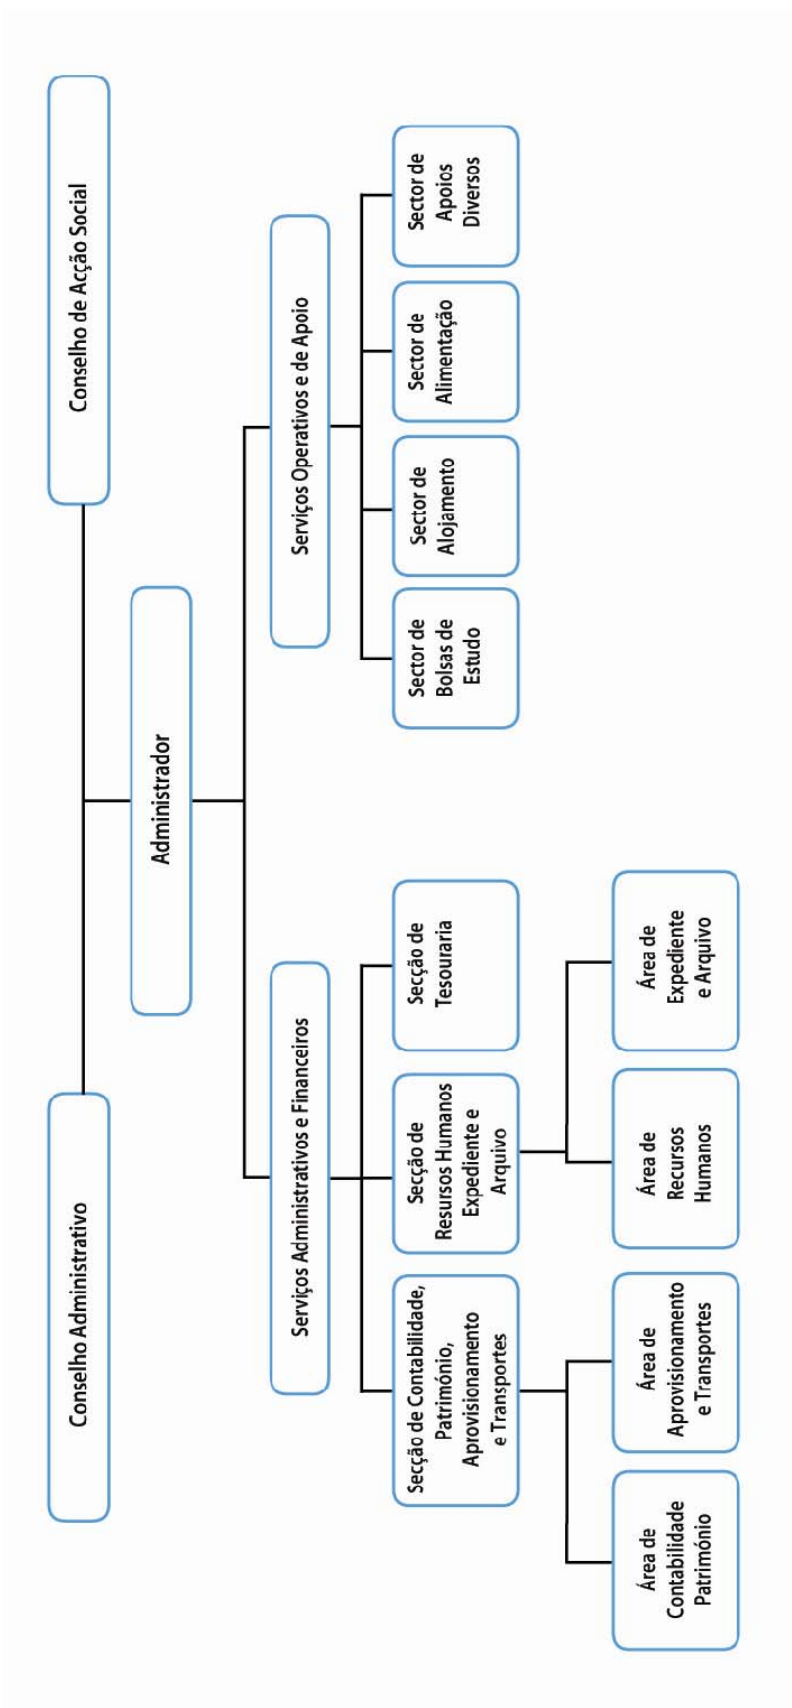 Conselho Administrativo
Conselho de Acção Social
Administrador
Serviços Administrativos e Financeiros
Serviços Operativos e de Apoio
Secção de Contabilidade,
Património,
Aprovisionamento
e Transportes
Secção de
Resursos Humanos
Expediente e
Arquivo
Secção de
Tesouraria
Sector de
Bolsas de
Estudo
Sector de
Alojamento
Sector de
Alimentação
Sector de
Apoios
Diversos
Área de
Contabilidade
Património
Área de
Aprovisionamento
e Transportes
Área de
Recursos
Humanos
Área de
Expediente
e Arquivo